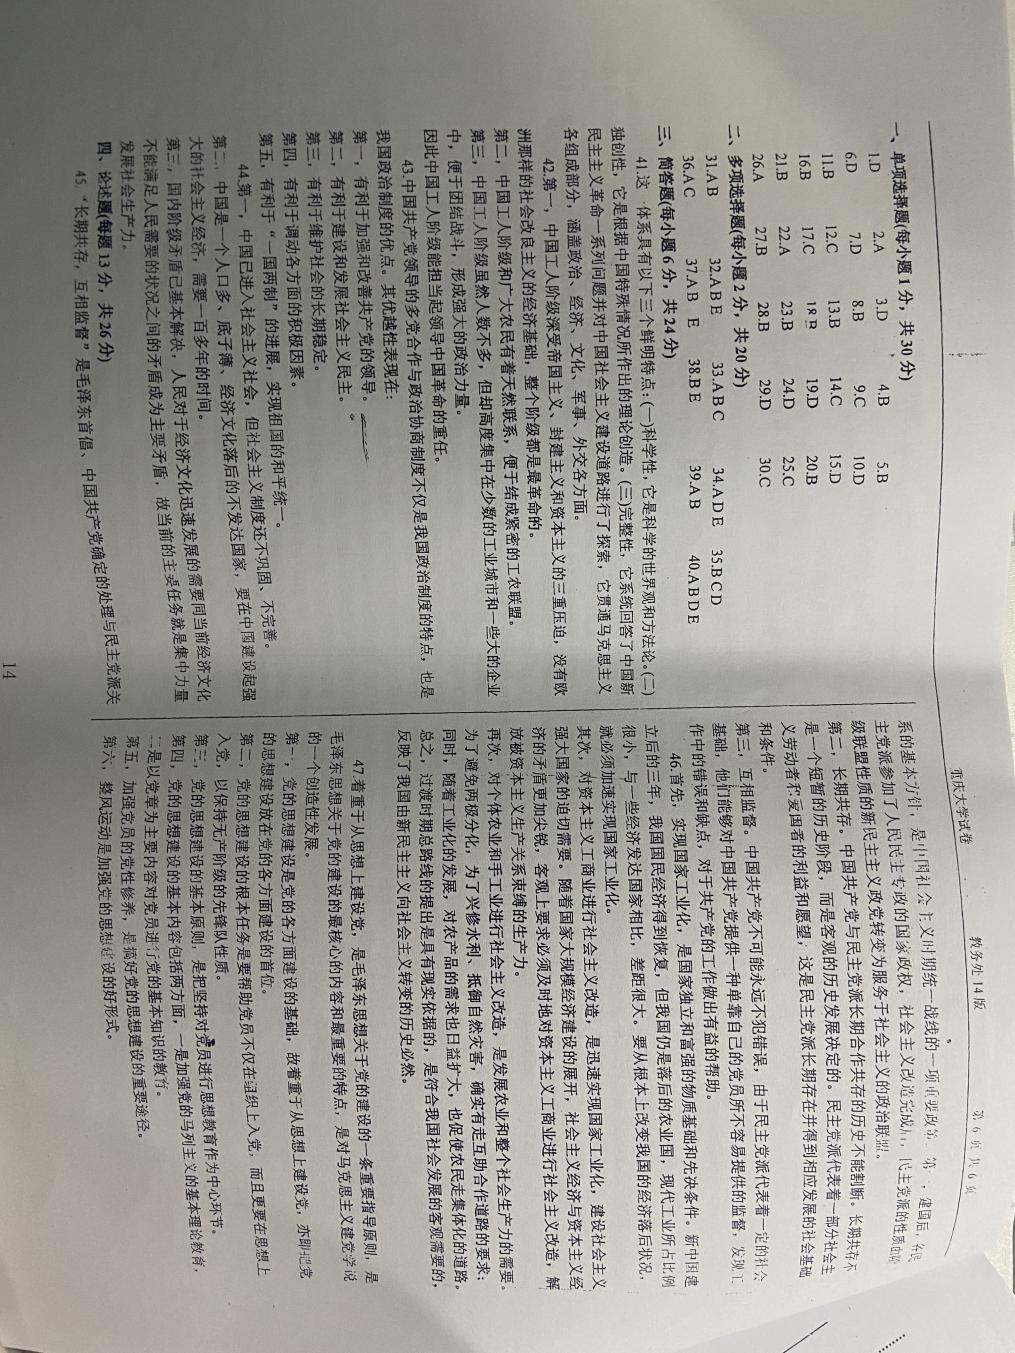 重庆大学试卷 教务处 14 版 第 6 页 共 6 页
一、单项选择题(每小题 1 分，共 30 分)
1.D 2.A 3.D 4.B 5.B
6.D 7.D 8.B 9.C 10.D
11.B 12.C 13.B 14.C 15.D
16.B 17.C 18.B 19.D 20.B
21.B 22.A 23.B 24.D 25.C
26.A 27.B 28.B 29.D 30.C
二、多项选择题(每小题 2 分，共 20 分)
31.A B 32.A B E 33.A B C 34.A D E 35.B C D
36.A C 37.A B E 38.B E 39.A B 40.A B D E
三、简答题(每小题 6 分，共 24 分)
41.这 体系具有以下三个鲜明特点：(一)科学性，它是科学的世界观和方法论。(二)
独创性，它是根据中国特殊情况所作出的理论创造。(三)完整性，它系统回答了中国新
民主主义革命一系列问题并对中国社会主义建设道路进行了探索，它贯通马克思主义
各组成部分，涵盖政治、经济、文化、军事、外交各方面。
42.第一，中国工人阶级深受帝国主义、封建主义和资本主义的三重压迫，没有欧
洲那样的社会改良主义的经济基础，整个阶级都是最革命的。
第二，中国工人阶级和广大农民有着天然联系，便于结成紧密的工农联盟。
第三，中国工人阶级虽然人数不多，但却高度集中在少数的工业城市和一些大的企业
中，便于团结战斗，形成强大的政治力量。
因此中国工人阶级能担当起领导中国革命的重任。
43.中国共产党领导的多党合作与政治协商制度不仅是我国政治制度的特点，也是
我国政治制度的优点。其优越性表现在：
第一，有利于加强和改善共产党的领导。
第二，有利于建设和发展社会主义民主。
第三，有利于维护社会的长期稳定。
第四，有利于调动各方面的积极因素。
第五，有利于“一国两制”的进展，实现祖国的和平统一。
44.第一，中国已进入社会主义社会，但社会主义制度还不巩固、不完善。
第二，中国是一个人口多、底子薄、经济文化落后的不发达国家，要在中国建设起强
大的社会主义经济，需要一百多年的时间。
第三，国内阶级矛盾已基本解决，人民对于经济文化迅速发展的需要同当前经济文化
不能满足人民需要的状况之间的矛盾成为主要矛盾，故当前的主要任务就是集中力量
发展社会生产力。
四、论述题(每题 13 分，共 26 分)
45.“长期共存，互相监督”是毛泽东首倡、中国共产党确定的处理与民主党派关
系的基本方针，是中国社会主义时期统一战线的一项重要政策。第一，建国后，各民
主党派参加了人民民主专政的国家政权，社会主义改造完成后，民主党派的性质由阶
级联盟性质的新民主主义政党转变为服务于社会主义的政治联盟。
第二，长期共存。中国共产党与民主党派长期合作共存的历史不能割断。长期共存不
是一个短暂的历史阶段，而是客观的历史发展决定的。民主党派代表着一部分社会主
义劳动者和爱国者的利益和愿望，这是民主党派长期存在并得到相应发展的社会基础
和条件。
第三，互相监督。中国共产党不可能永远不犯错误，由于民主党派代表着一定的社会
基础，他们能够对中国共产党提供一种单靠自己的党员所不容易提供的监督，发现工
作中的错误和缺点，对于共产党的工作做出有益的帮助。
46.首先，实现国家工业化，是国家独立和富强的物质基础和先决条件。新中国建
立后的三年，我国国民经济得到恢复，但我国仍是落后的农业国，现代工业所占比例
很小，与一些经济发达国家相比，差距很大。要从根本上改变我国的经济落后状况，
就必须加速实现国家工业化。
其次，对资本主义工商业进行社会主义改造，是迅速实现国家工业化，建设社会主义
强大国家的迫切需要。随着国家大规模经济建设的展开，社会主义经济与资本主义经
济的矛盾更加尖锐，客观上要求必须及时地对资本主义工商业进行社会主义改造，解
放被资本主义生产关系束缚的生产力。
再次，对个体农业和手工业进行社会主义改造，是发展农业和整个社会生产力的需要。
为了避免两极分化，为了兴修水利、抵御自然灾害，确实有走互助合作道路的要求；
同时，随着工业化的发展，对农产品的需求也日益扩大，也促使农民走集体化的道路。
总之，过渡时期总路线的提出是具有现实依据的，是符合我国社会发展的客观需要的，
反映了我国由新民主主义向社会主义转变的历史必然。
47.着重于从思想上建设党，是毛泽东思想关于党的建设的一条重要指导原则，是
毛泽东思想关于党的建设的最核心的内容和最重要的特点，是对马克思主义建党学说
的一个创造性发展。
第一，党的思想建设是党的各方面建设的基础，故着重于从思想上建设党，亦即把党
的思想建设放在党的各方面建设的首位。
第二，党的思想建设的根本任务是要帮助党员不仅在组织上入党，而且更要在思想上
入党，以保持无产阶级的先锋队性质。
第三，党的思想建设的基本原则，是把坚持对党员进行思想教育作为中心环节。
第四，党的思想建设的基本内容包括两方面，一是加强党的马列主义的基本理论教育，
二是以党章为主要内容对党员进行党的基本知识的教育。
第五，加强党员的党性修养，是搞好党的思想建设的重要途径。
第六，整风运动是加强党的思想建设的好形式。
14